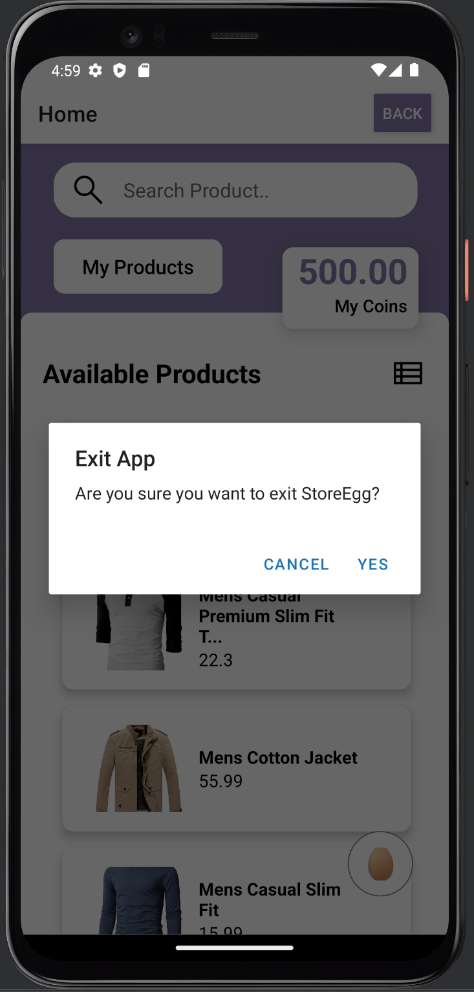 4:59
Home
BACK
Search Product..
My Products
500.00
My Coins
Available Products
Exit App
Are you sure you want to exit StoreEgg?
CANCEL YES
Mens Casual
Premium Slim Fit
T...
22.3
Mens Cotton Jacket
55.99
Mens Casual Slim
Fit
15.99